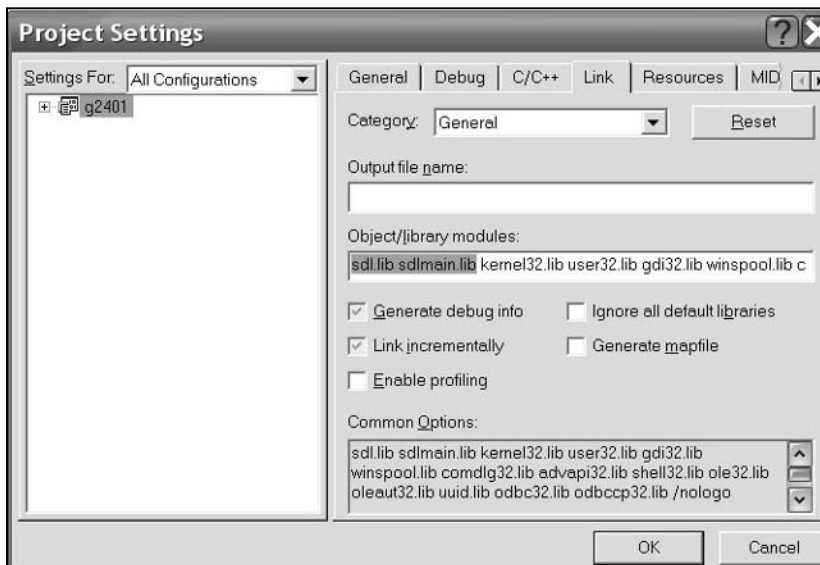 Project Settings
Settings For: All Configurations
g2401
General Debug C/C++ Link Resources MID
Category: General Reset
Output file name:
Object/library modules:
sdl.lib sdlmain.lib kernel32.lib user32.lib gdi32.lib winspool.lib c
Generate debug info Ignore all default libraries
Link incrementally Generate mapfile
Enable profiling
Common Options:
sdl.lib sdlmain.lib kernel32.lib user32.lib gdi32.lib
winspool.lib comdlg32.lib advapi32.lib shell32.lib ole32.lib
oleaut32.lib uuid.lib odbc32.lib odbccp32.lib /nologo
OK Cancel